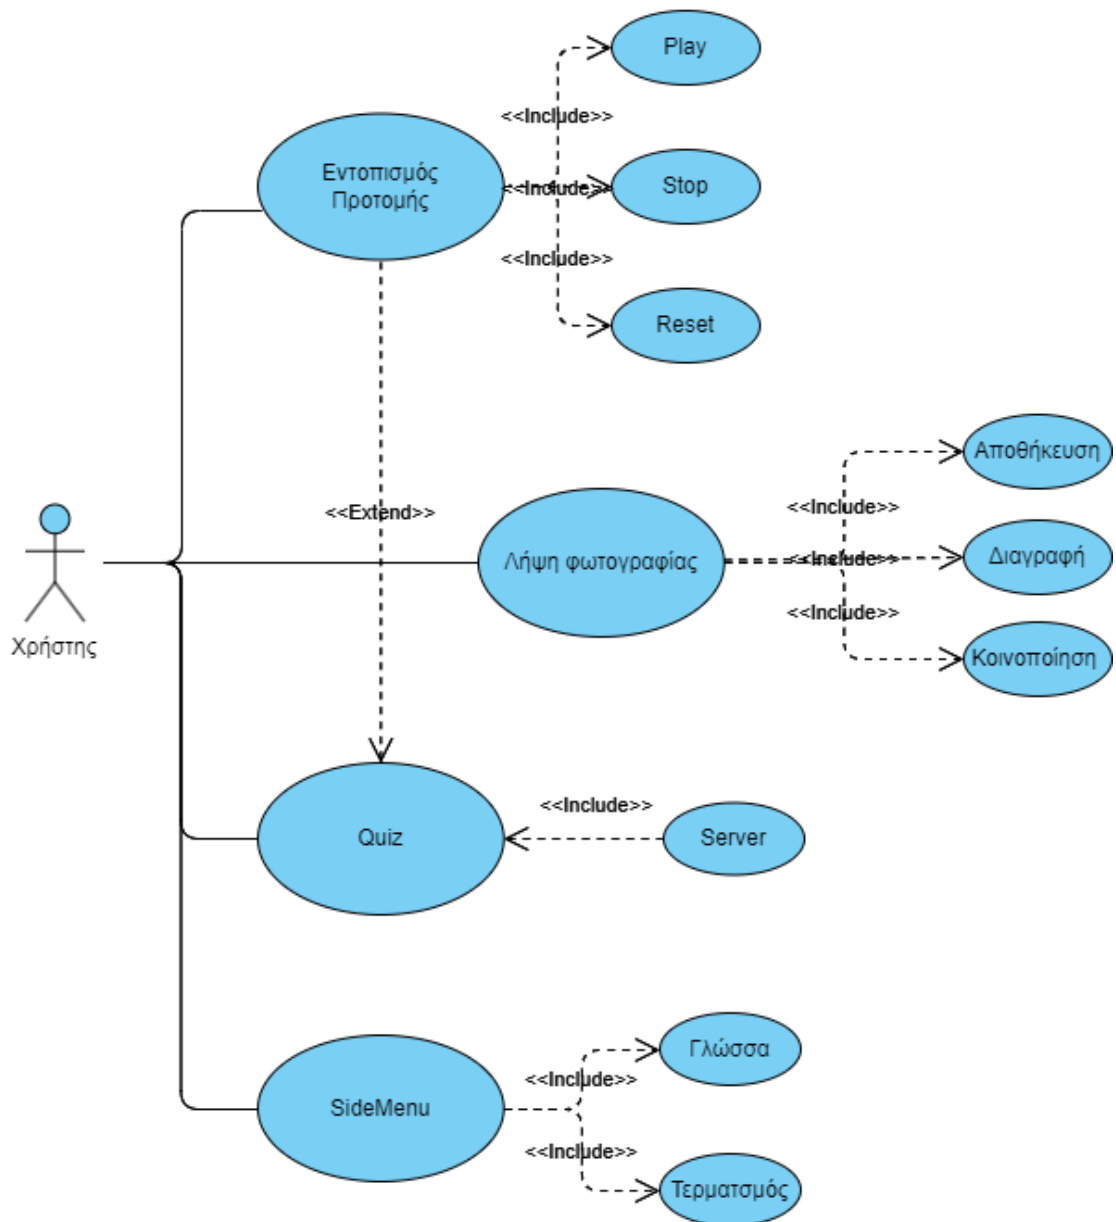 Play
<<Include>>
Εντοπισμός
Προτομής
<<Include>>
Stop
<<Include>>
Reset
Αποθήκευση
<<Include>>
<<Extend>>
Λήψη φωτογραφίας
<<Include>>
Διαγραφή
<<Include>>
Χρήστης
Κοινοποίηση
<<Include>>
Quiz
Server
Γλώσσα
<<Include>>
SideMenu
<<Include>>
Τερματσμός